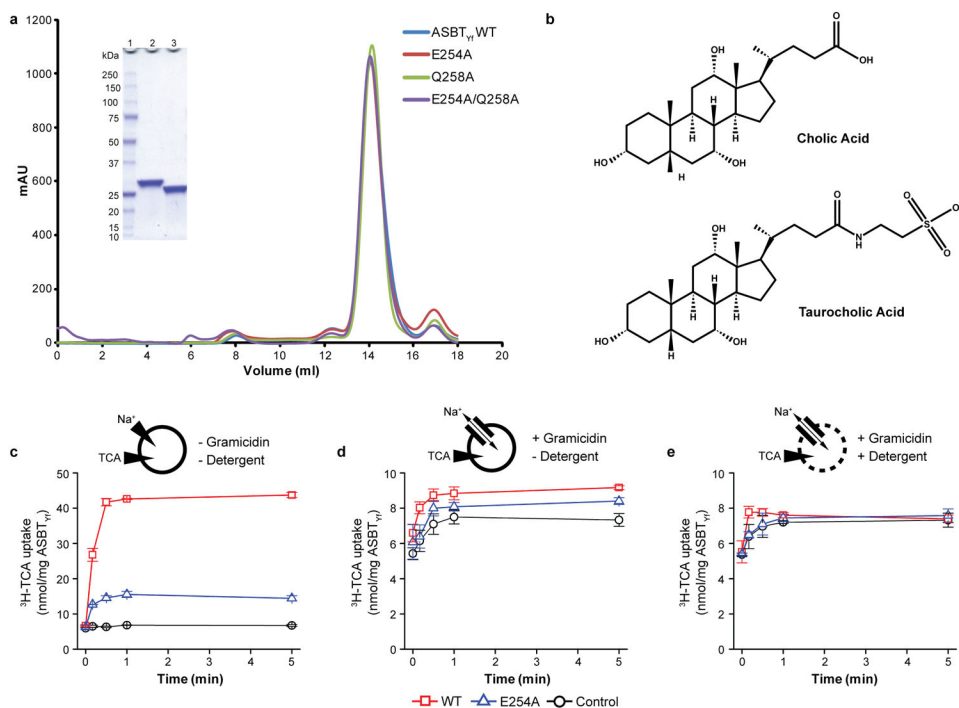 a
1200
1000
800
600
400
200
0
mAU
0 2 4 6 8 10 12 14 16 18 20
Volume (ml)
kDa 1 2 3
250
150
100
75
50
37
25
20
15
10
ASBTYf WT
E254A
Q258A
E254A/Q258A
b
OH
O
OH
H
H
H
HO
H
OH
Cholic Acid
OH
O
N
H
S
O
O
O
H
H
H
HO
H
OH
Taurocholic Acid
c
Na+
TCA
- Gramicidin
- Detergent
50
40
30
20
10
0
3H-TCA uptake
(nmol/mg ASBTYf)
0 1 2 3 4 5
Time (min)
d
Na+
TCA
+ Gramicidin
- Detergent
10
8
6
4
2
0
3H-TCA uptake
(nmol/mg ASBTYf)
0 1 2 3 4 5
Time (min)
e
Na+
TCA
+ Gramicidin
+ Detergent
10
8
6
4
2
0
3H-TCA uptake
(nmol/mg ASBTYf)
0 1 2 3 4 5
Time (min)
WT E254A Control